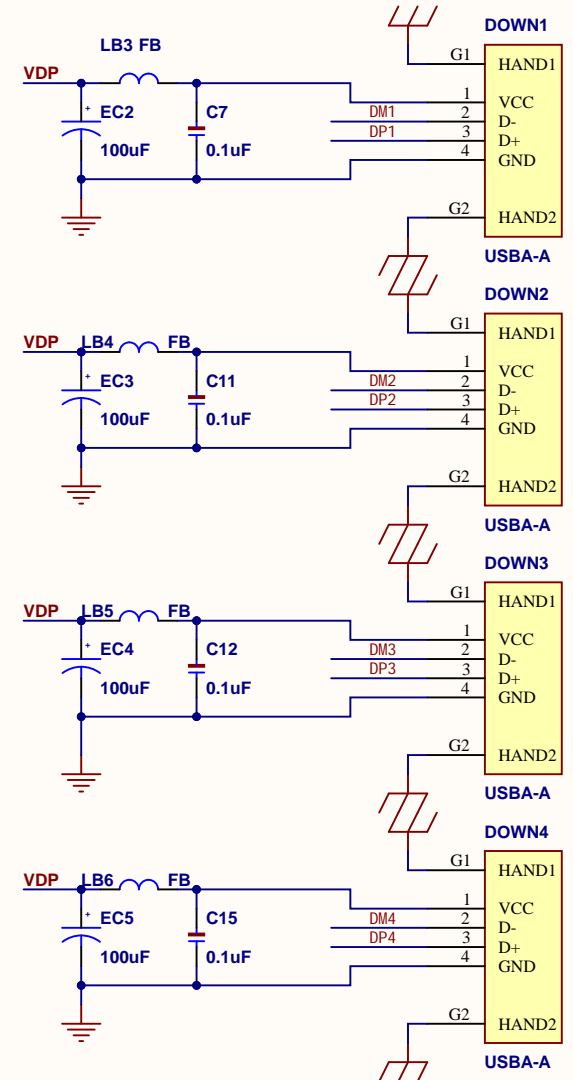 DOWN1
LB3 FB
G1 HAND1
VDP
1 VCC
+ EC2 C7 DM1 2 D-
DP1 3 D+
100uF 0.1uF 4 GND
G2 HAND2
USBA-A
DOWN2
G1 HAND1
VDP LB4 FB
1 VCC
+ EC3 C11 DM2 2 D-
DP2 3 D+
100uF 0.1uF 4 GND
G2 HAND2
USBA-A
DOWN3
G1 HAND1
VDP LB5 FB
1 VCC
+ EC4 C12 DM3 2 D-
DP3 3 D+
100uF 0.1uF 4 GND
G2 HAND2
USBA-A
DOWN4
G1 HAND1
VDP LB6 FB
1 VCC
+ EC5 C15 DM4 2 D-
DP4 3 D+
100uF 0.1uF 4 GND
G2 HAND2
USBA-A